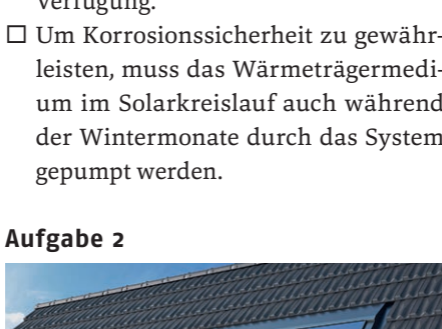 Verfügung.
☐ Um Korrosionssicherheit zu gewähr-
leisten, muss das Wärmeträgermedi-
um im Solarkreislauf auch während
der Wintermonate durch das System
gepumpt werden.
Aufgabe 2